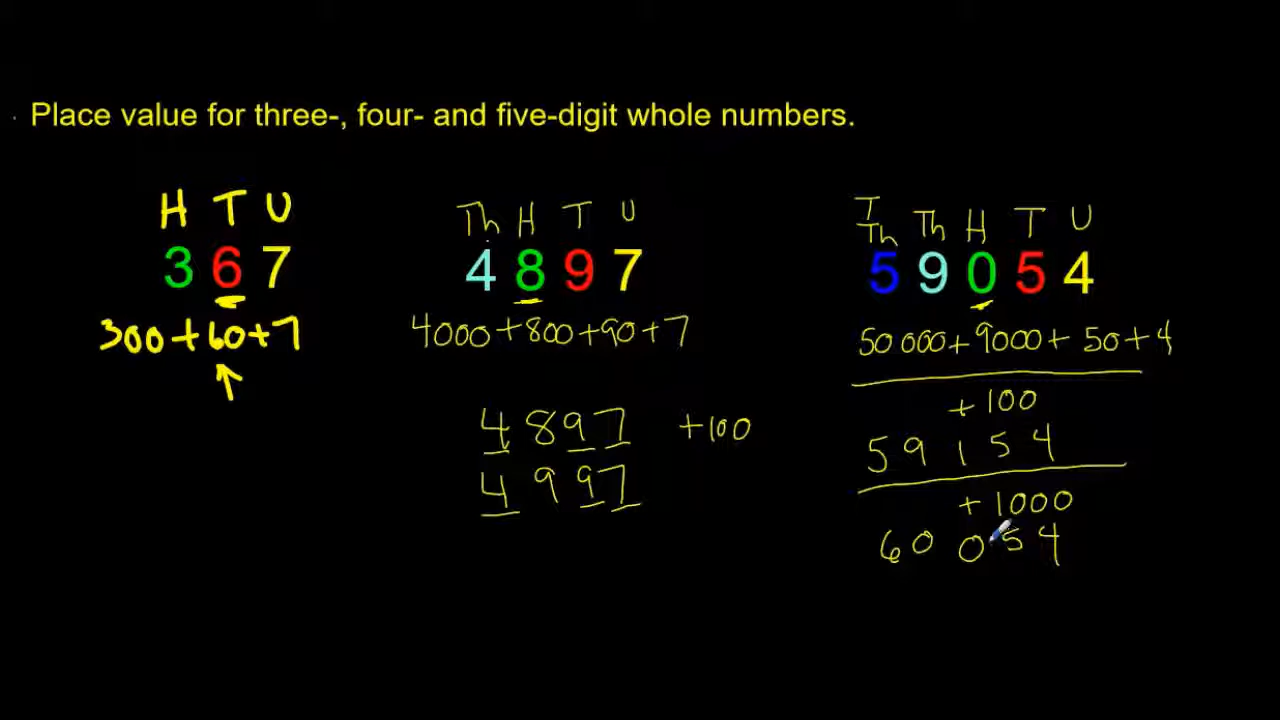 Place value for three-, four- and five-digit whole numbers.
H T U
3 6 7
300+60+7
Th H T U
4 8 9 7
4000+800+90+7
4897 +100
4997
T
Th Th H T U
5 9 0 5 4
50 000+9000+ 50+4
+100
59154
+1000
60 054